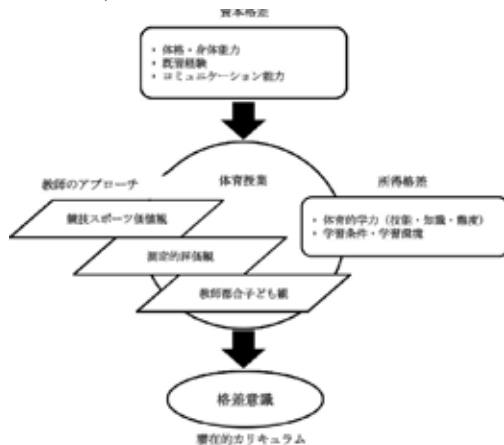 資本格差
・ 体格・身体能力
・ 既習経験
・ コミュニケーション能力
教師のアプローチ
体育授業
所得格差
競技スポーツ価値観
・ 体育的学力（技能・知識・態度）
・ 学習条件・学習環境
測定的評価観
教師都合子ども観
格差意識
潜在的カリキュラム